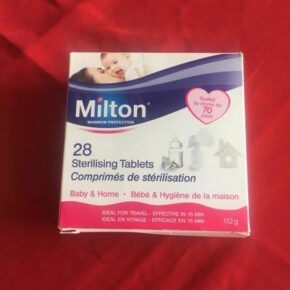 Milton
MAXIMUM PROTECTION
Trusted
by mums for
70
years
28
Sterilising Tablets
Comprimés de stérilisation
Baby & Home • Bébé & Hygiène de la maison
IDEAL FOR TRAVEL - EFFECTIVE IN 15 MIN
IDEAL EN VOYAGE - EFFICACE EN 15 MIN
112 g